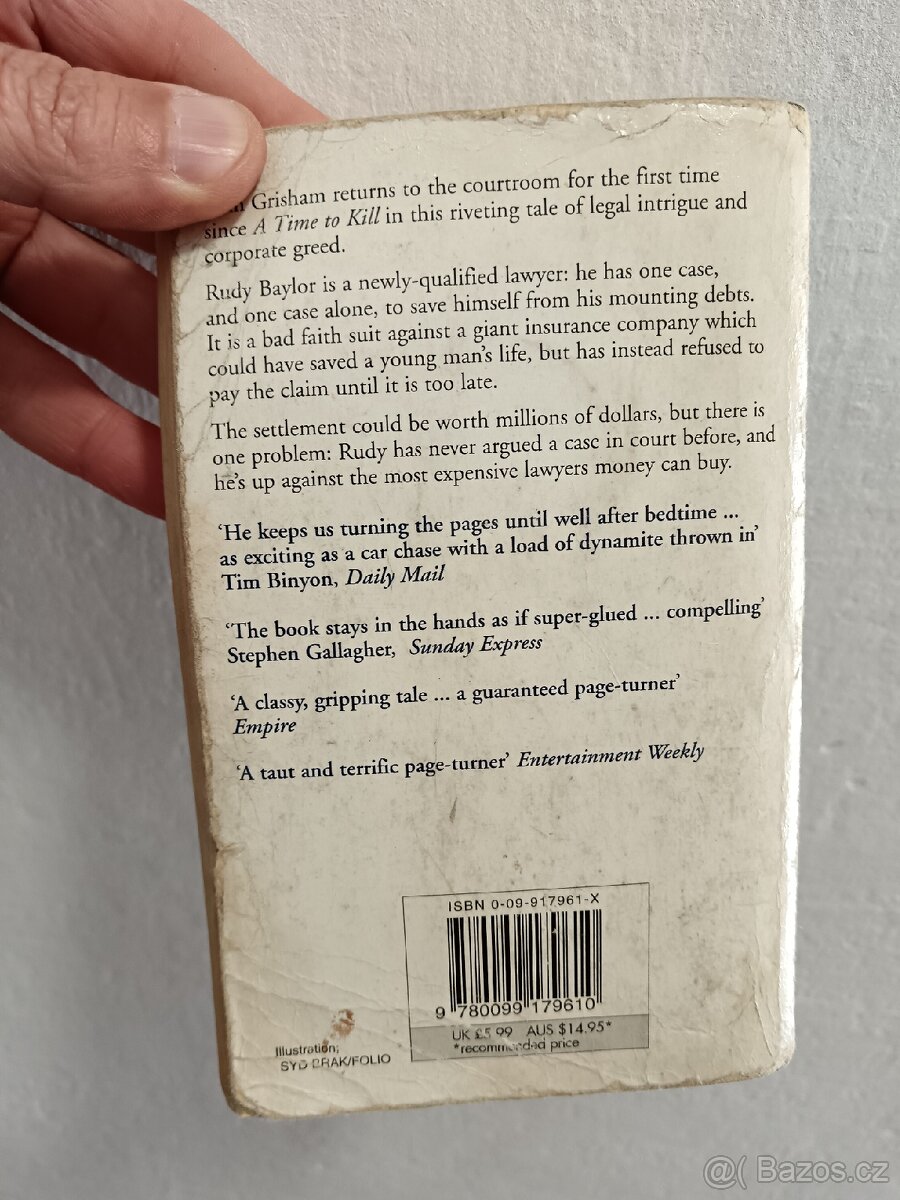 Grisham returns to the courtroom for the first time
since A Time to Kill in this riveting tale of legal intrigue and
corporate greed.
Rudy Baylor is a newly-qualified lawyer: he has one case,
and one case alone, to save himself from his mounting debts.
It is a bad faith suit against a giant insurance company which
could have saved a young man's life, but has instead refused to
pay the claim until it is too late.
The settlement could be worth millions of dollars, but there is
one problem: Rudy has never argued a case in court before, and
he's up against the most expensive lawyers money can buy.
'He keeps us turning the pages until well after bedtime ...
as exciting as a car chase with a load of dynamite thrown in'
Tim Binyon, Daily Mail
'The book stays in the hands as if super-glued ... compelling'
Stephen Gallagher, Sunday Express
'A classy, gripping tale ... a guaranteed page-turner'
Empire
'A taut and terrific page-turner' Entertainment Weekly
ISBN 0-09-917961-X
9 780099 179610
UK £5.99 AUS $14.95*
*recommended price
Illustration:
SYD BRAK/FOLIO
@( Bazos.cz